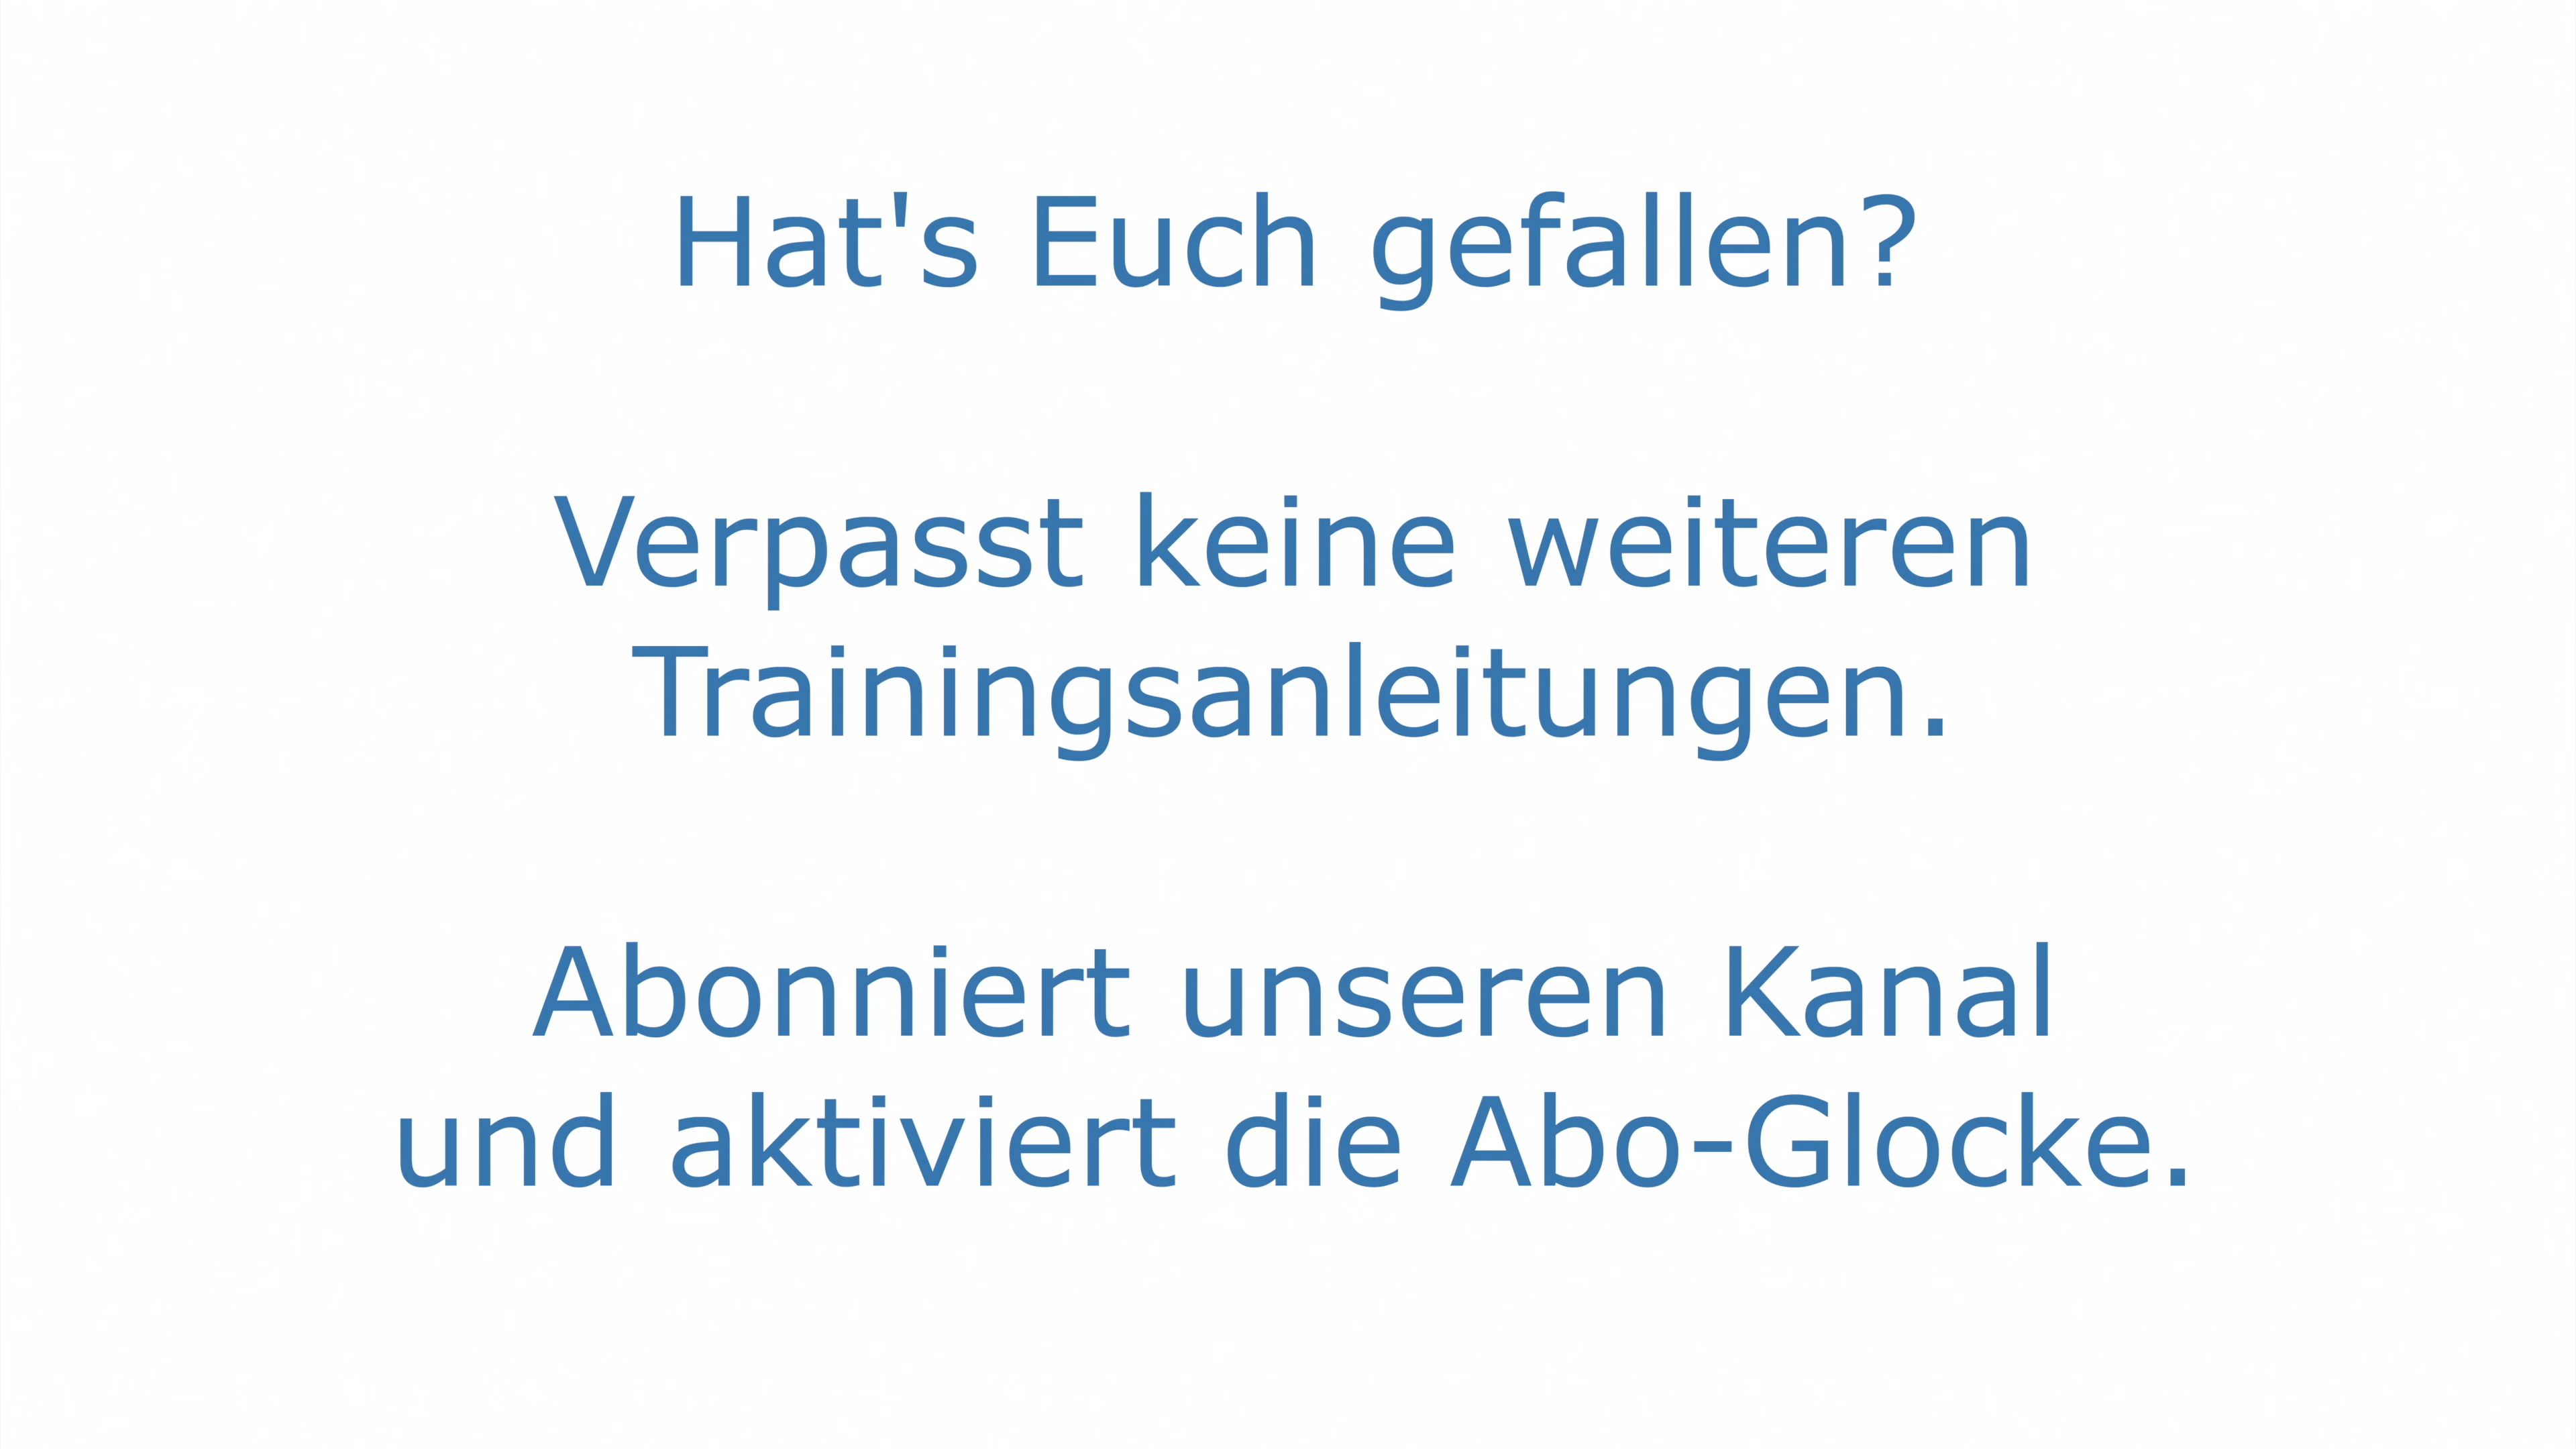 Hat's Euch gefallen?
Verpasst keine weiteren
Trainingsanleitungen.
Abonniert unseren Kanal
und aktiviert die Abo-Glocke.